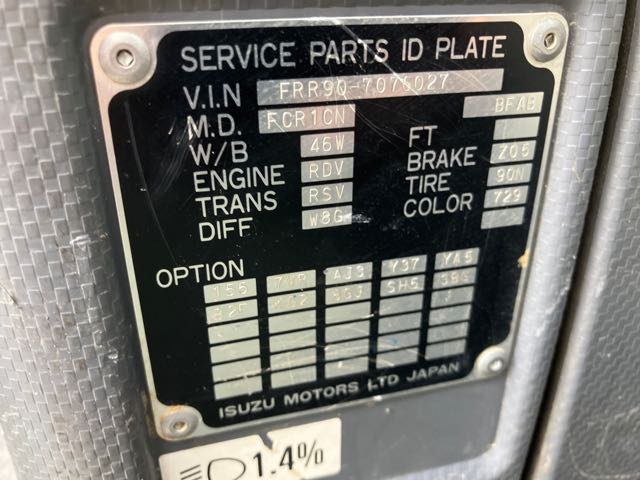 SERVICE PARTS ID PLATE
V.I.N FRR90-7075027
M.D. FCR1CN BFAB
W/B 46W FT
ENGINE RDV BRAKE Z05
TRANS RSV TIRE 90N
DIFF W8G COLOR 729
OPTION
155 AJ3 Y37 YA5
SH5
ISUZU MOTORS LTD JAPAN
1.4%